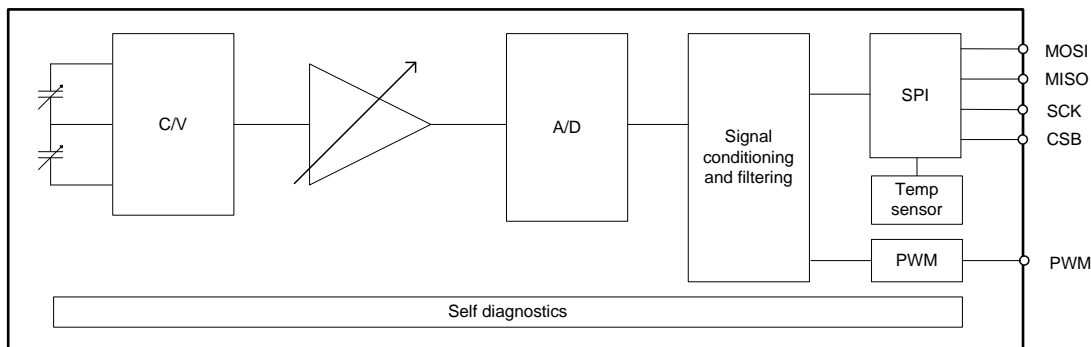 C/V
A/D
Signal
conditioning
and filtering
SPI
MOSI
MISO
SCK
CSB
Temp
sensor
PWM
PWM
Self diagnostics